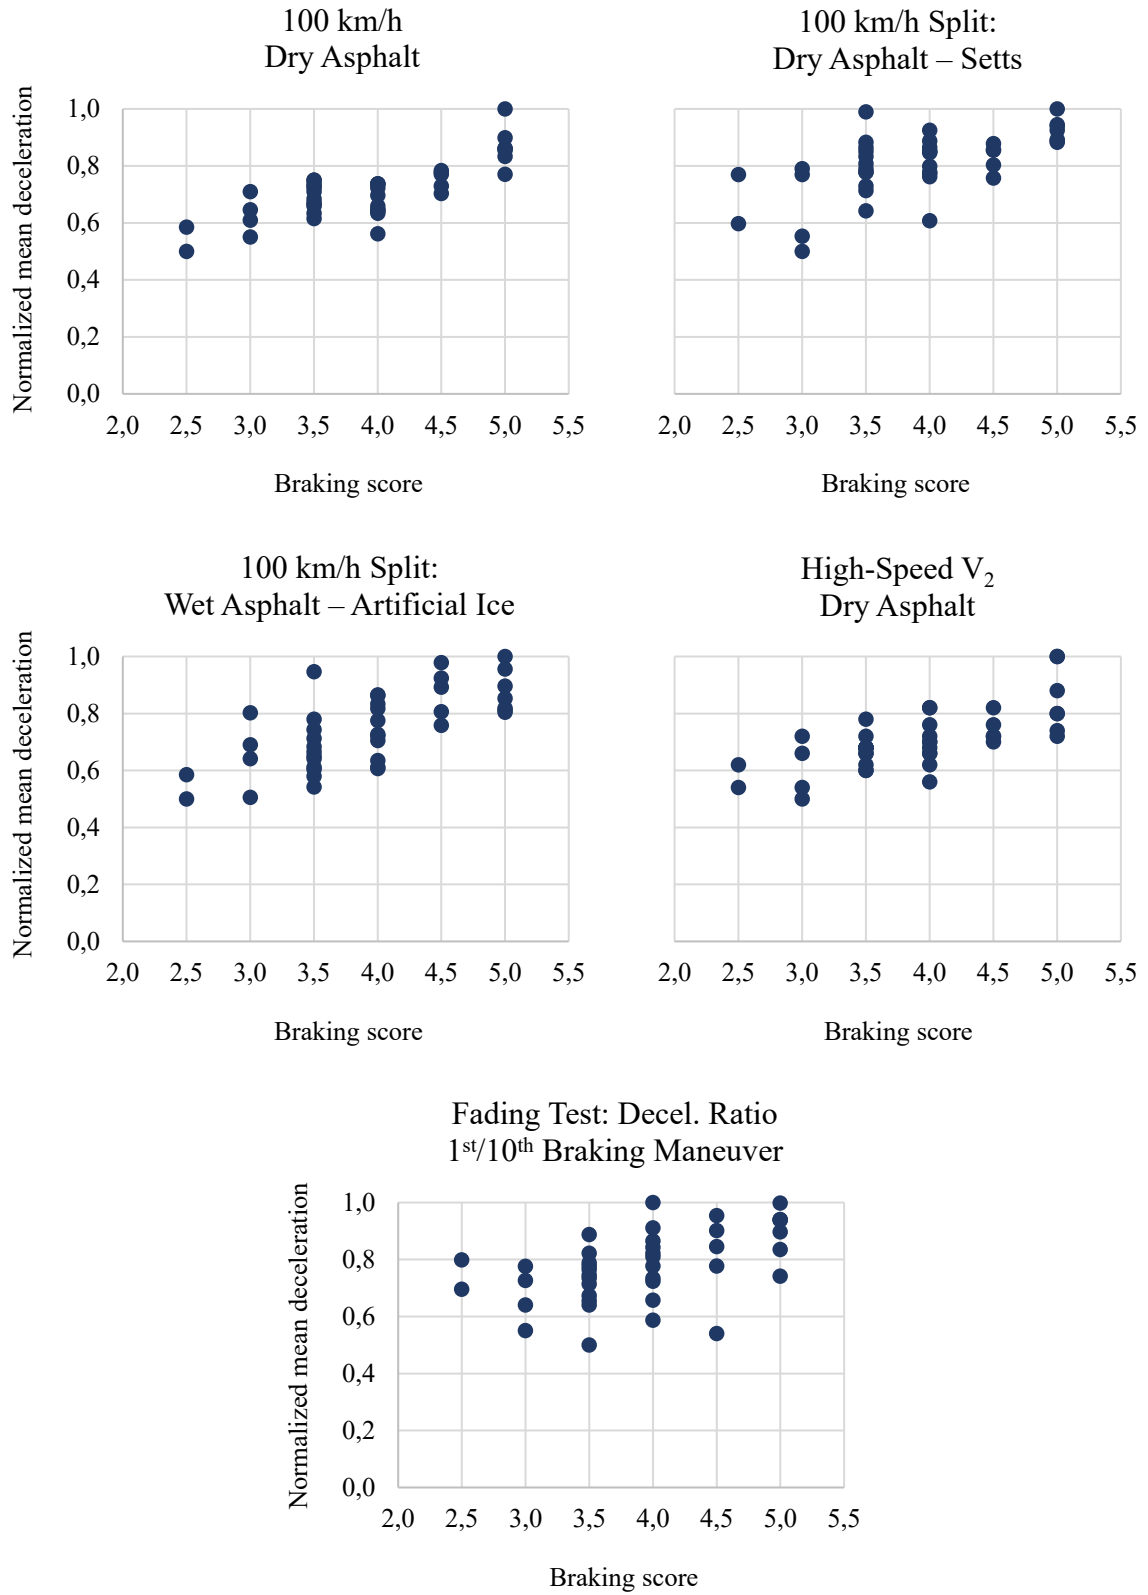 100 km/h
Dry Asphalt
Normalized mean deceleration
1,0
0,8
0,6
0,4
0,2
0,0
2,0 2,5 3,0 3,5 4,0 4,5 5,0 5,5
Braking score
100 km/h Split:
Dry Asphalt – Setts
2,0 2,5 3,0 3,5 4,0 4,5 5,0 5,5
Braking score
100 km/h Split:
Wet Asphalt – Artificial Ice
Normalized mean deceleration
1,0
0,8
0,6
0,4
0,2
0,0
2,0 2,5 3,0 3,5 4,0 4,5 5,0 5,5
Braking score
High-Speed V₂
Dry Asphalt
2,0 2,5 3,0 3,5 4,0 4,5 5,0 5,5
Braking score
Fading Test: Decel. Ratio
1ˢᵗ/10ᵗʰ Braking Maneuver
Normalized mean deceleration
1,0
0,8
0,6
0,4
0,2
0,0
2,0 2,5 3,0 3,5 4,0 4,5 5,0 5,5
Braking score